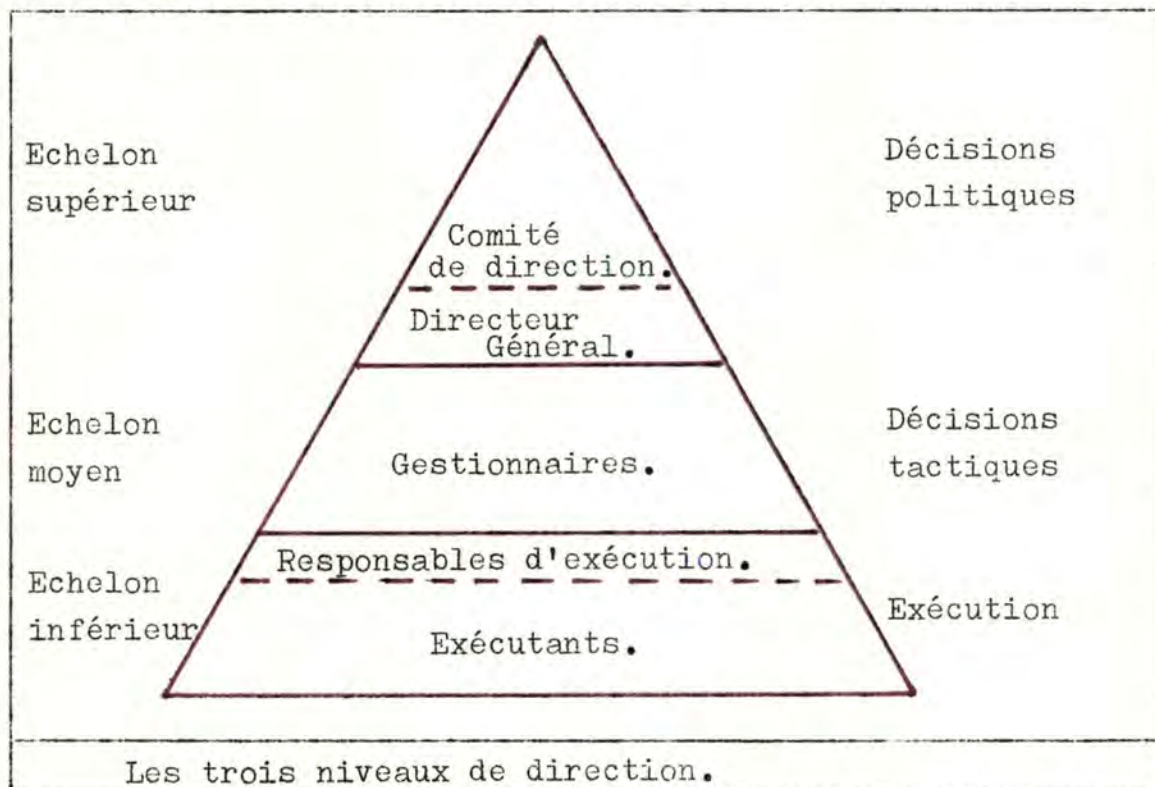 Echelon
supérieur
Décisions
politiques
Comité
de direction.
Directeur
Général.
Echelon
moyen
Gestionnaires.
Décisions
tactiques
Responsables d'exécution.
Echelon
inférieur
Exécution
Exécutants.
Les trois niveaux de direction.